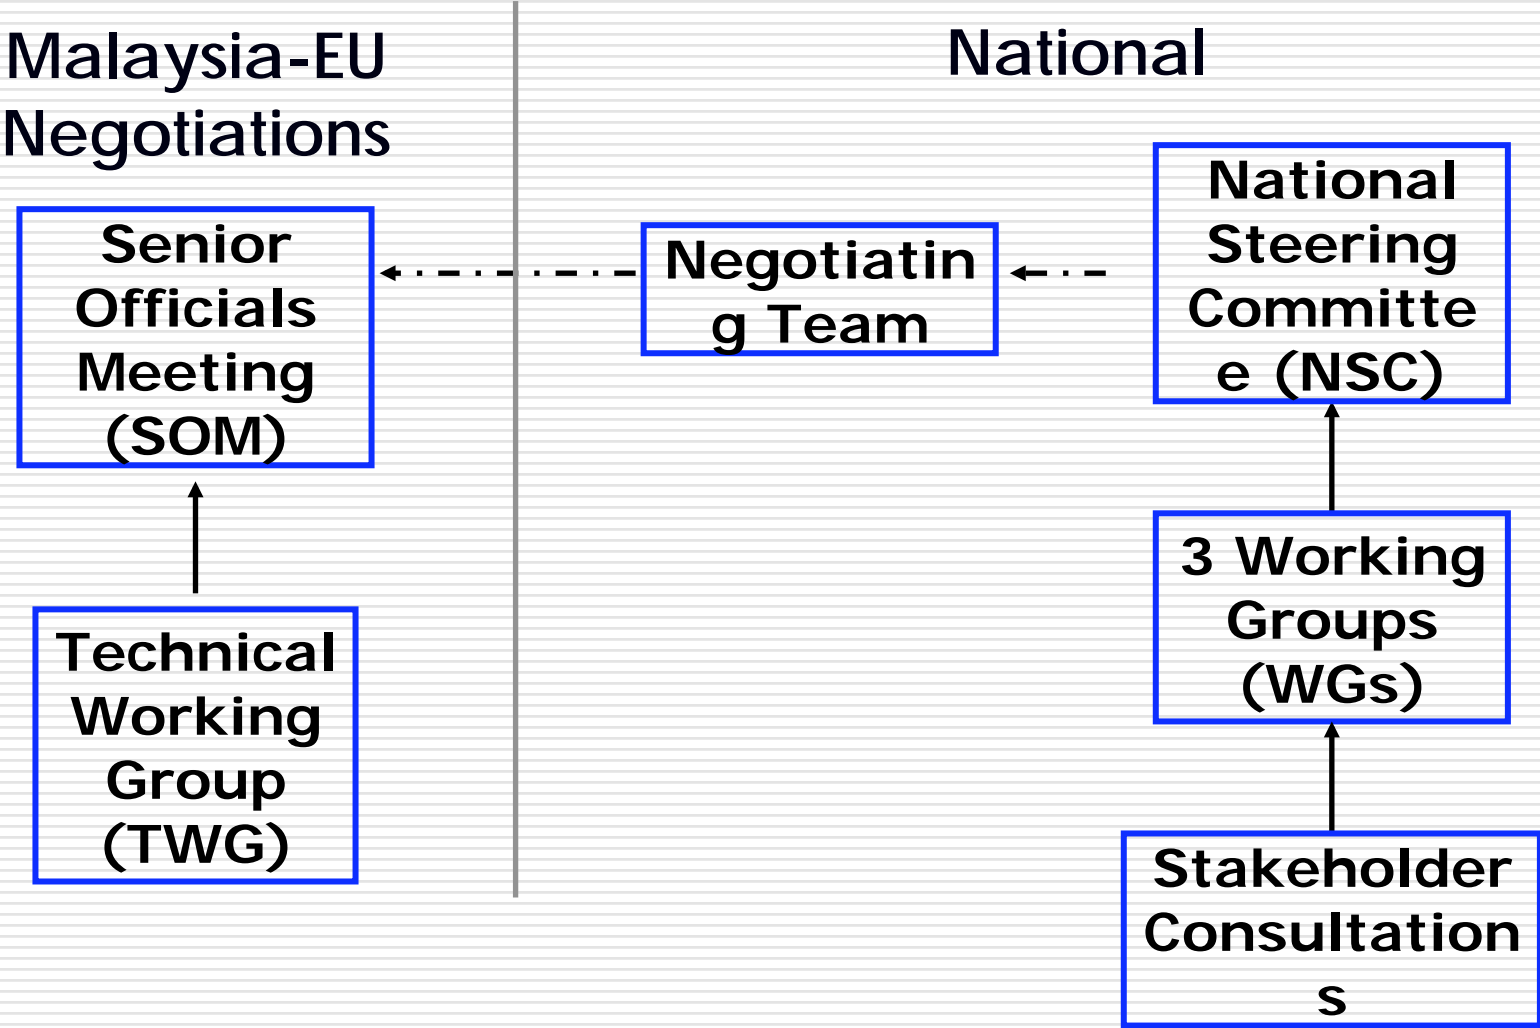 Malaysia-EU
Negotiations
National
Senior
Officials
Meeting
(SOM)
Technical
Working
Group
(TWG)
Negotiatin
g Team
National
Steering
Committe
e (NSC)
3 Working
Groups
(WGs)
Stakeholder
Consultation
s